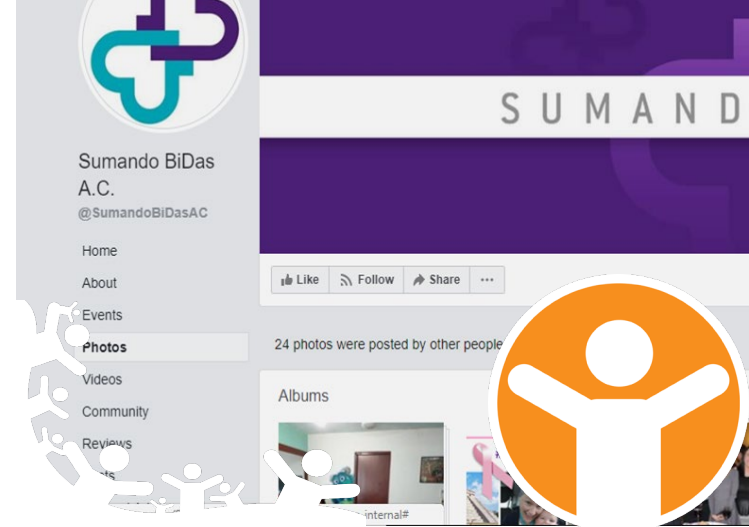 SUMAND
Sumando BiDas
A.C.
@SumandoBiDasAC
Home
About
Events
Photos
Videos
Community
Reviews
Like Follow Share ...
24 photos were posted by other people
Albums
internal#